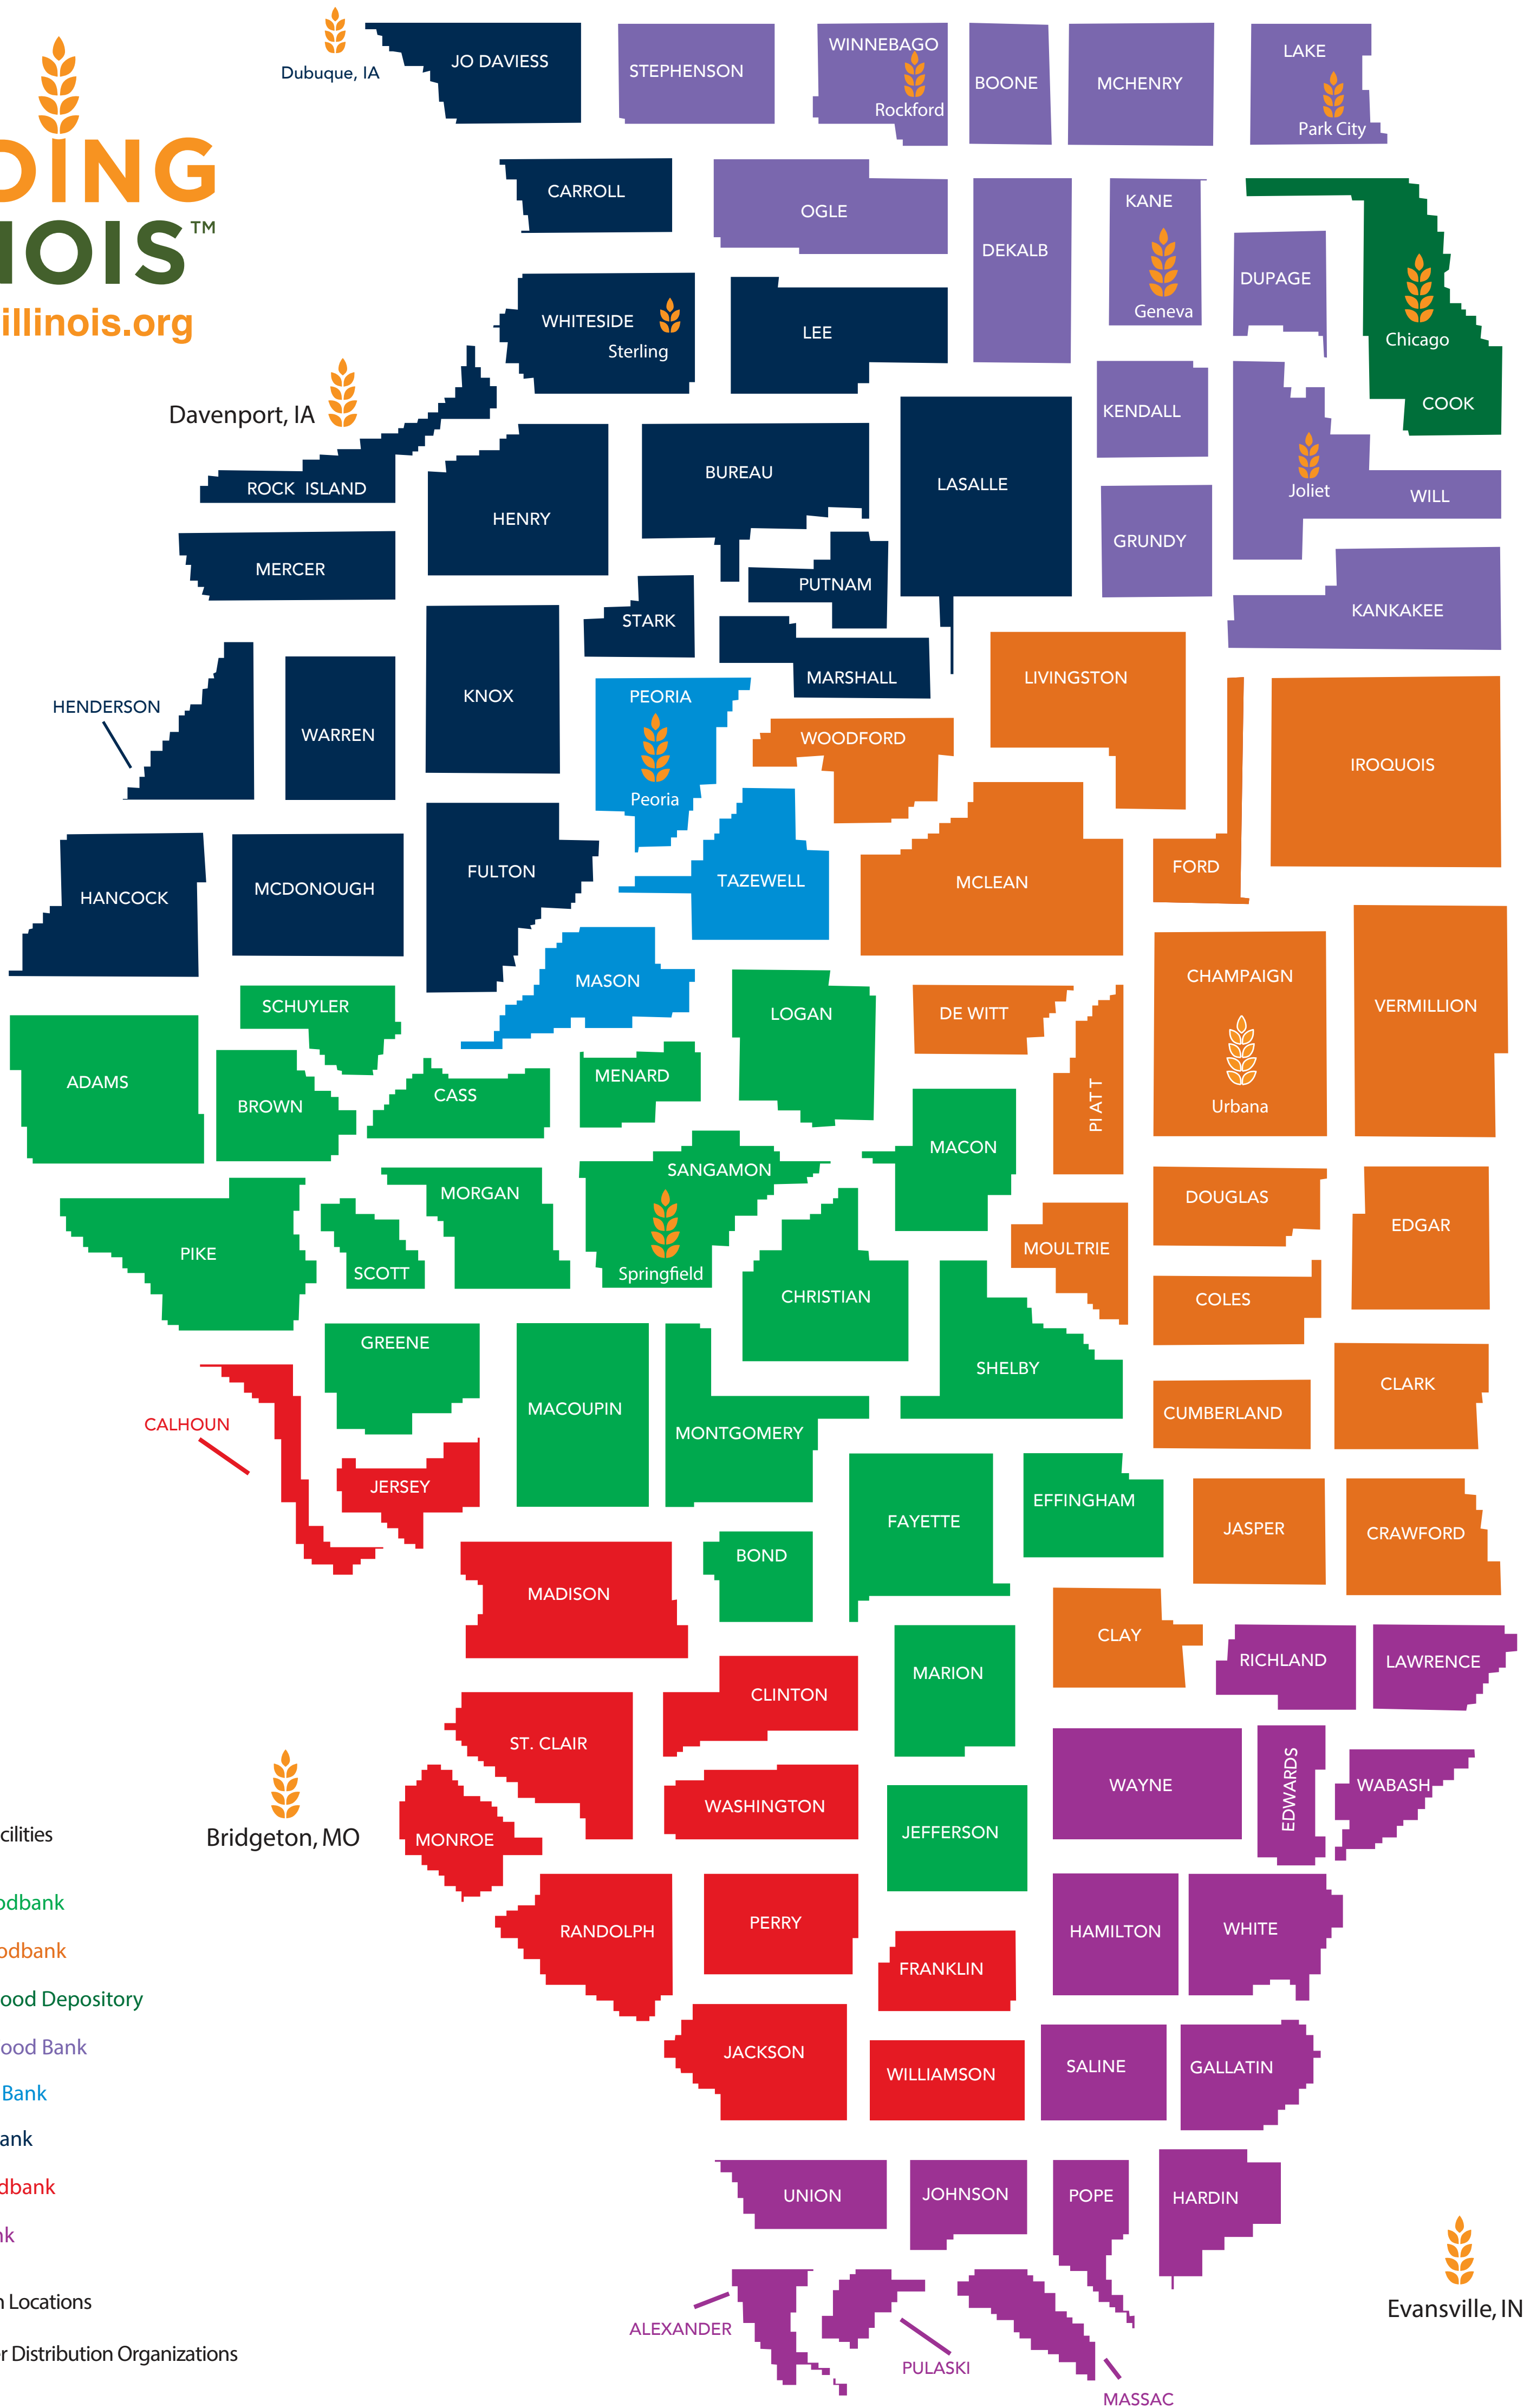 DING
NOIS™
illinois.org
Dubuque, IA
JO DAVIESS
STEPHENSON
WINNEBAGO
Rockford
BOONE
MCHENRY
LAKE
Park City
CARROLL
OGLE
DEKALB
KANE
Geneva
DUPAGE
Chicago
COOK
WHITESIDE
Sterling
LEE
Davenport, IA
ROCK ISLAND
HENRY
BUREAU
LASALLE
KENDALL
Joliet
WILL
GRUNDY
MERCER
PUTNAM
KANKAKEE
STARK
MARSHALL
LIVINGSTON
HENDERSON
WARREN
KNOX
PEORIA
Peoria
WOODFORD
IROQUOIS
HANCOCK
MCDONOUGH
FULTON
TAZEWELL
MCLEAN
FORD
MASON
SCHUYLER
LOGAN
DE WITT
CHAMPAIGN
Urbana
VERMILLION
ADAMS
BROWN
CASS
MENARD
MACON
PIATT
PIKE
SCOTT
MORGAN
SANGAMON
Springfield
CHRISTIAN
MOULTRIE
DOUGLAS
EDGAR
COLES
GREENE
MACOUPIN
MONTGOMERY
SHELBY
CUMBERLAND
CLARK
CALHOUN
JERSEY
FAYETTE
EFFINGHAM
JASPER
CRAWFORD
BOND
MADISON
CLAY
RICHLAND
LAWRENCE
MARION
CLINTON
ST. CLAIR
WASHINGTON
WAYNE
EDWARDS
WABASH
Bridgeton, MO
MONROE
JEFFERSON
RANDOLPH
PERRY
FRANKLIN
HAMILTON
WHITE
JACKSON
WILLIAMSON
SALINE
GALLATIN
UNION
JOHNSON
POPE
HARDIN
ALEXANDER
PULASKI
MASSAC
Evansville, IN
cilities
odbank
odbank
ood Depository
ood Bank
Bank
ank
dbank
nk
n Locations
r Distribution Organizations